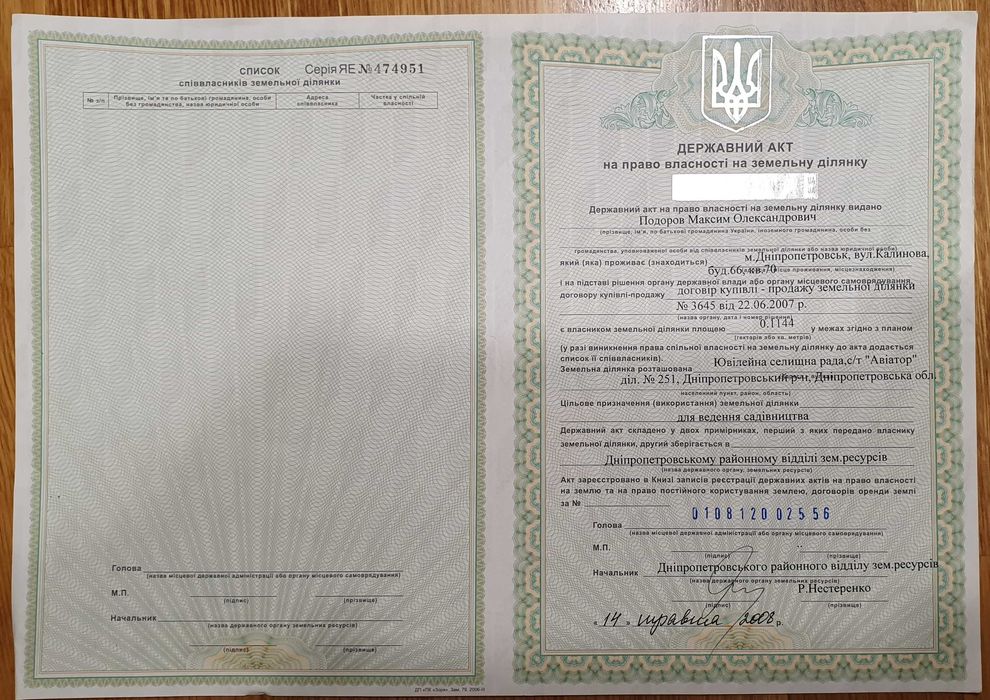 СПИСОК Серія ЯЕ № 474951
співвласників земельної ділянки
№ з/п Прізвище, ім'я та по батькові громадянина, особи без громадянства, назва юридичної особи Адреса співвласника Частка у спільній власності
Голова
(назва місцевої державної адміністрації або органу місцевого самоврядування)
М.П.
(підпис) (прізвище)
Начальник
(назва державного органу земельних ресурсів)
(підпис) (прізвище)
ДП «ПК «Зоря». Зам. 79. 2006-III
ДЕРЖАВНИЙ АКТ
на право власності на земельну ділянку
Державний акт на право власності на земельну ділянку видано
Подоров Максим Олександрович
(прізвище, ім'я, по батькові громадянина України, іноземного громадянина, особи без
громадянства, уповноваженої особи від співвласників земельної ділянки або назва юридичної особи)
який (яка) проживає (знаходиться) м.Дніпропетровськ, вул.Калинова,
буд.66, кв.70
(місце проживання, місцезнаходження)
і на підставі рішення органу державної влади або органу місцевого самоврядування,
договору купівлі-продажу договір купівлі - продажу земельної ділянки
№ 3645 від 22.06.2007 р.
(назва органу, дата і номер рішення)
є власником земельної ділянки площею 0.1144 у межах згідно з планом
(гектарів або кв. метрів)
(у разі виникнення права спільної власності на земельну ділянку до акта додається
список її співвласників).
Земельна ділянка розташована Ювілейна селищна рада,с/т "Авіатор"
діл. № 251, Дніпропетровський р-н, Дніпропетровська обл.
населений пункт, район, область)
Цільове призначення (використання) земельної ділянки
для ведення садівництва
Державний акт складено у двох примірниках, перший з яких передано власнику
земельної ділянки, другий зберігається в
Дніпропетровському районному відділі зем.ресурсів
(назва державного органу, земельних ресурсів)
Акт зареєстровано в Книзі записів реєстрації державних актів на право власності
на землю та на право постійного користування землею, договорів оренди землі
за № 010812002556
Голова
(назва місцевої державної адміністрації або органу місцевого самоврядування)
М.П.
(підпис) (прізвище)
Начальник Дніпропетровського районного відділу зем.ресурсів
(назва державного органу земельних ресурсів)
Р.Нестеренко
(підпис) (прізвище)
« 14 » травня 2008 р.